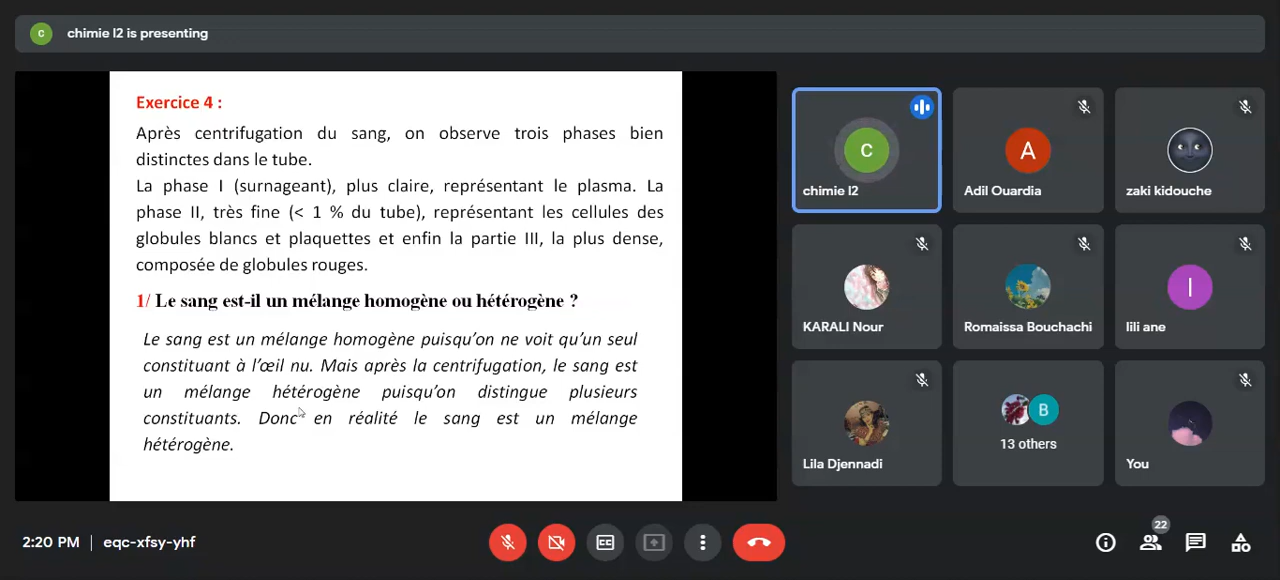 C
chimie l2 is presenting
Exercice 4 :
Après centrifugation du sang, on observe trois phases bien
distinctes dans le tube.
La phase I (surnageant), plus claire, représentant le plasma. La
phase II, très fine (< 1 % du tube), représentant les cellules des
globules blancs et plaquettes et enfin la partie III, la plus dense,
composée de globules rouges.
1/ Le sang est-il un mélange homogène ou hétérogène ?
Le sang est un mélange homogène puisqu'on ne voit qu'un seul
constituant à l'œil nu. Mais après la centrifugation, le sang est
un mélange hétérogène puisqu'on distingue plusieurs
constituants. Donc en réalité le sang est un mélange
hétérogène.
C
chimie l2
A
Adil Ouardia
zaki kidouche
KARALI Nour
Romaissa Bouchachi
l
lili ane
Lila Djennadi
B
13 others
You
2:20 PM | eqc-xfsy-yhf
CC
22